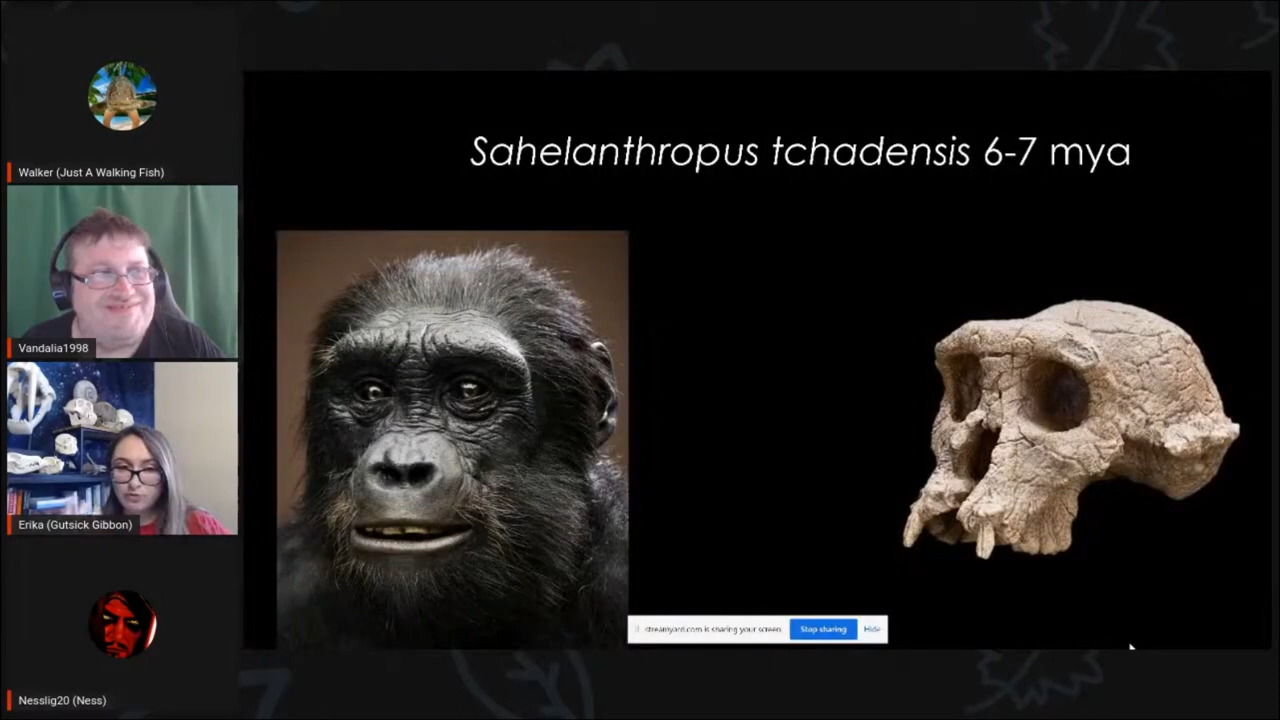 Walker (Just A Walking Fish)
Vandalia1998
Erika (Gutsick Gibbon)
Nesslig20 (Ness)
Sahelanthropus tchadensis 6-7 mya
streamyard.com is sharing your screen. Stop sharing Hide